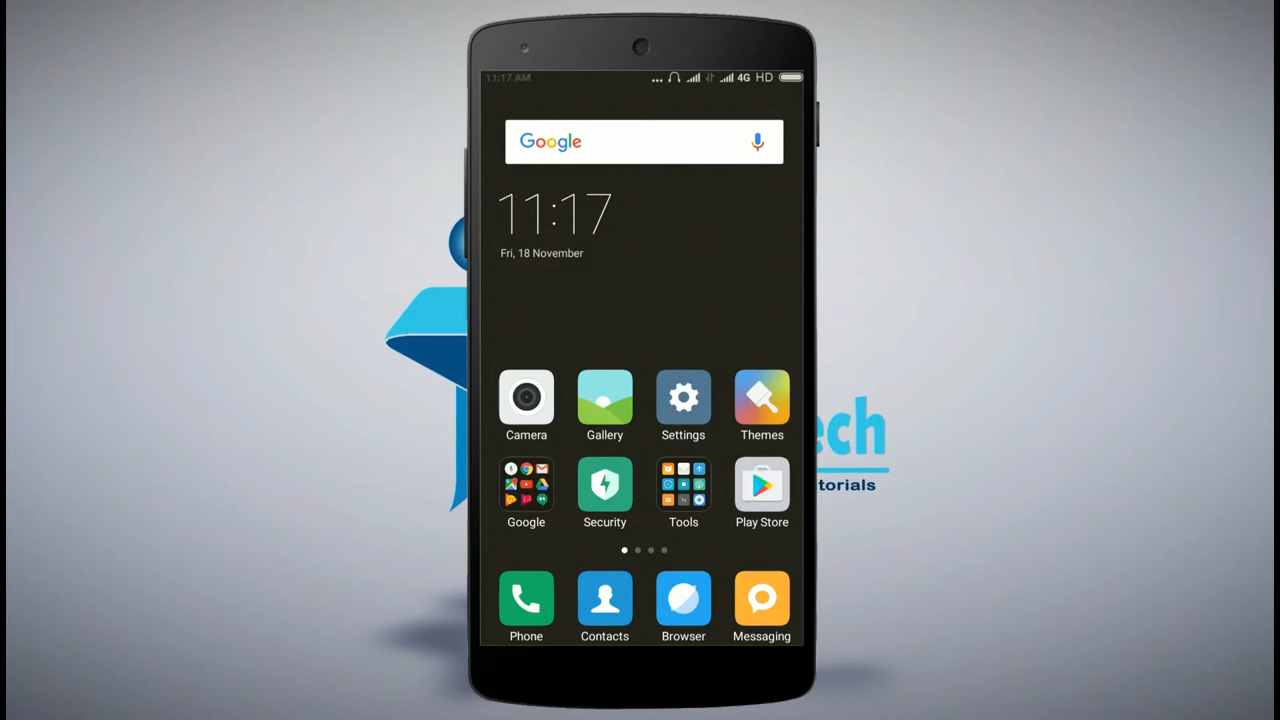 11:17 AM
4G HD
Google
11:17
Fri, 18 November
Camera Gallery Settings Themes
ech
Google Security Tools Play Store
torials
Phone Contacts Browser Messaging